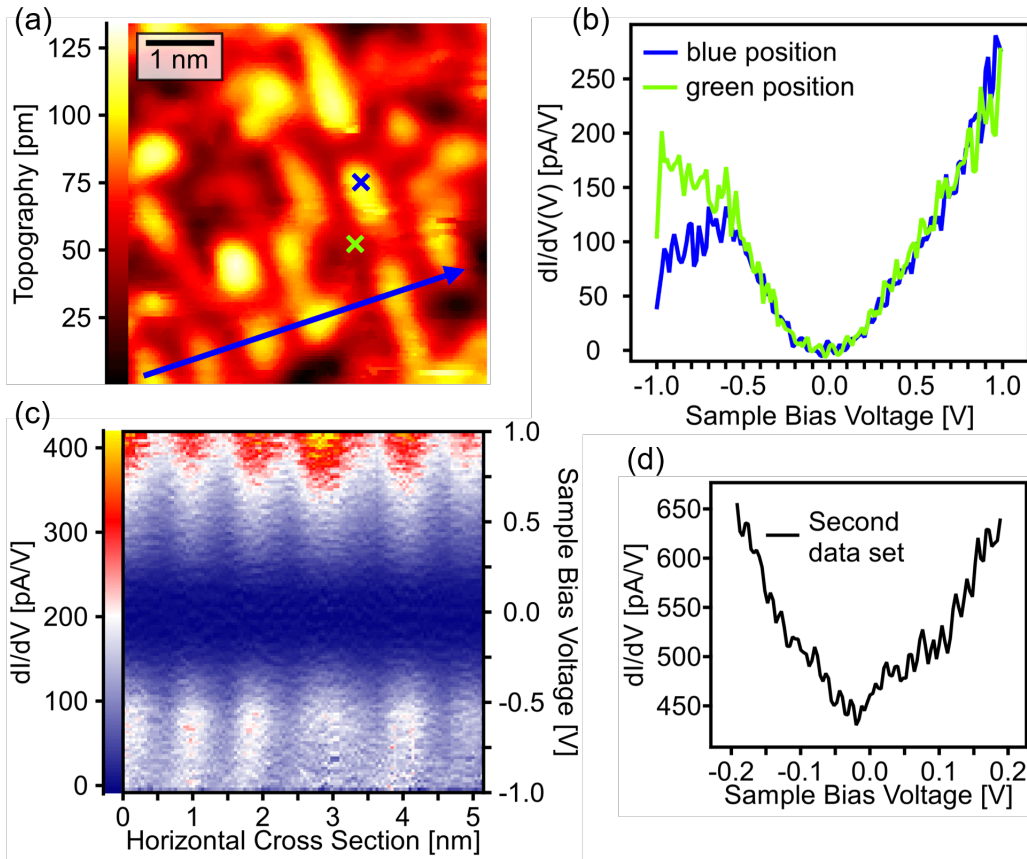 (a)
125
100
75
50
25
Topography [pm]
1 nm
(b)
blue position
green position
250
200
150
100
50
0
dI/dV(V) [pA/V]
-1.0 -0.5 0.0 0.5 1.0
Sample Bias Voltage [V]
(c)
400
300
200
100
0
dI/dV [pA/V]
1.0
0.5
0.0
-0.5
-1.0
Sample Bias Voltage [V]
0 1 2 3 4 5
Horizontal Cross Section [nm]
(d)
Second
data set
650
600
550
500
450
dI/dV [pA/V]
-0.2 -0.1 0.0 0.1 0.2
Sample Bias Voltage [V]